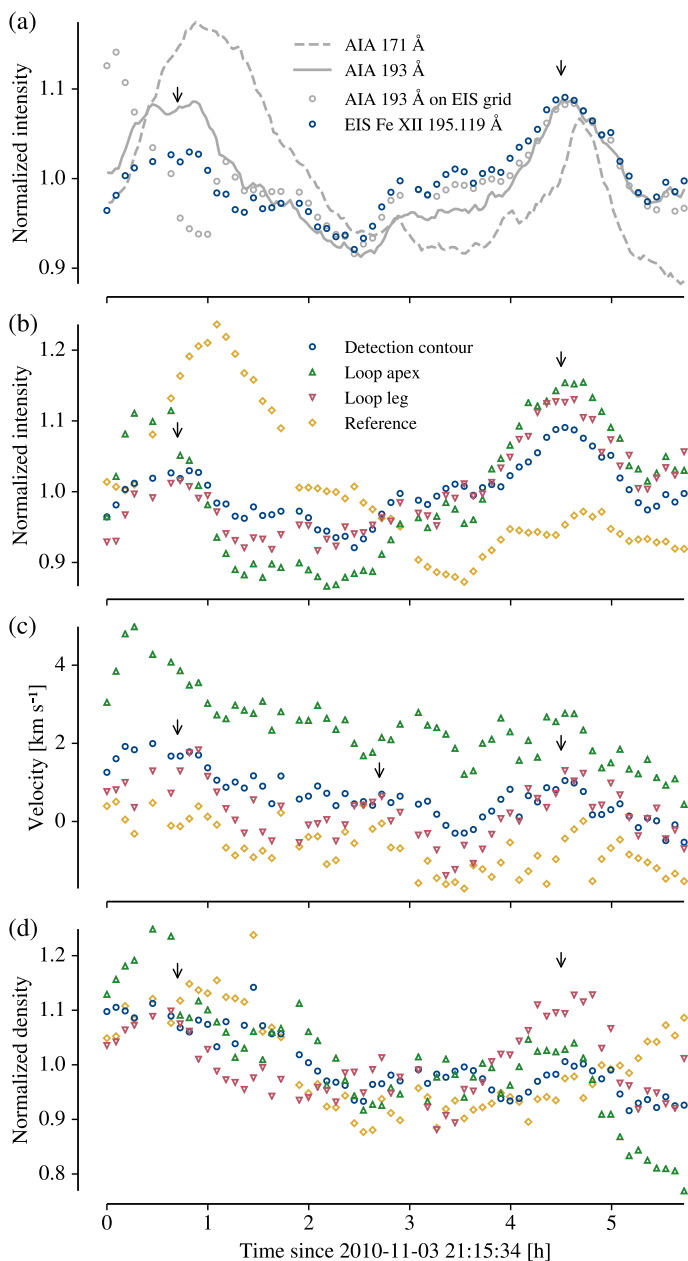 (a)
Normalized intensity
1.1
1.0
0.9
AIA 171 Å
AIA 193 Å
AIA 193 Å on EIS grid
EIS Fe XII 195.119 Å
(b)
Normalized intensity
1.2
1.1
1.0
0.9
Detection contour
Loop apex
Loop leg
Reference
(c)
Velocity [km s⁻¹]
4
2
0
(d)
Normalized density
1.2
1.1
1.0
0.9
0.8
0 1 2 3 4 5
Time since 2010-11-03 21:15:34 [h]